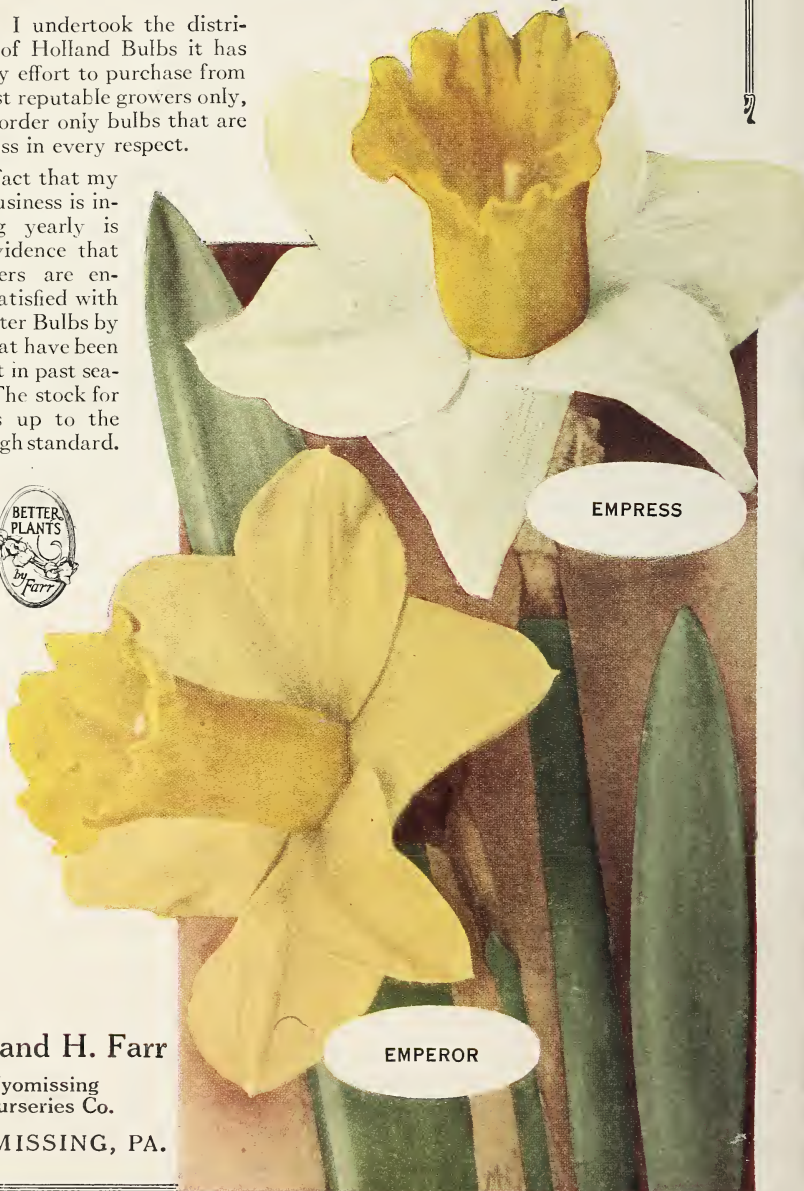 I undertook the distri-
of Holland Bulbs it has
y effort to purchase from
st reputable growers only,
order only bulbs that are
ss in every respect.
act that my
usiness is in-
g yearly is
vidence that
ers are en-
atisfied with
ter Bulbs by
at have been
t in past sea-
The stock for
s up to the
gh standard.
BETTER
PLANTS
by
Farr
EMPRESS
EMPEROR
and H. Farr
yomissing
urseries Co.
MISSING, PA.